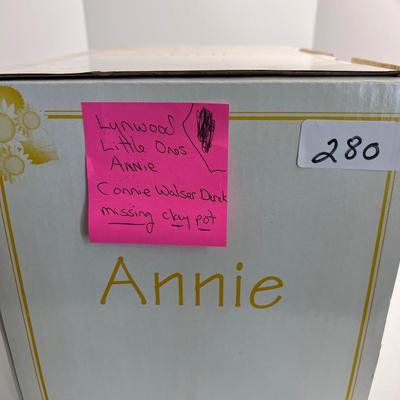 Lynwood
Little Ones
ANNIE
Connie Walser Derek
missing clay pot
280
Annie